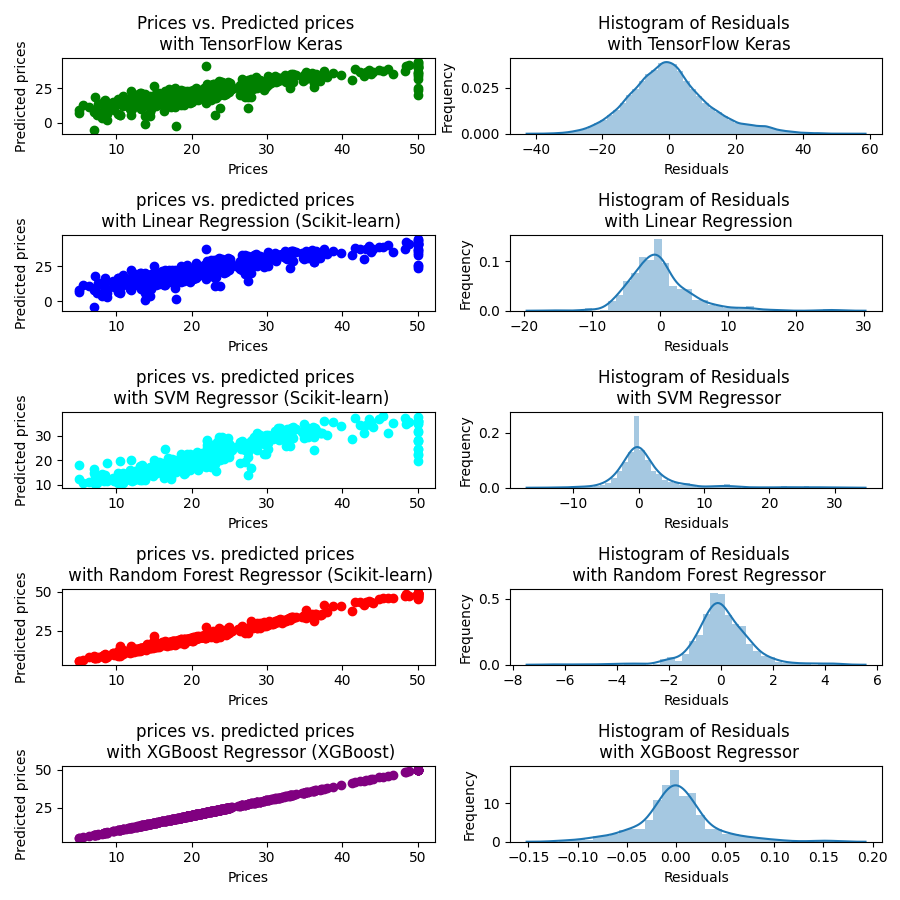 Prices vs. Predicted prices
with TensorFlow Keras
Predicted prices
25
0
10 20 30 40 50
Prices
Histogram of Residuals
with TensorFlow Keras
Frequency
0.025
0.000
−40 −20 0 20 40 60
Residuals
prices vs. predicted prices
with Linear Regression (Scikit-learn)
Predicted prices
25
0
10 20 30 40 50
Prices
Histogram of Residuals
with Linear Regression
Frequency
0.1
0.0
−20 −10 0 10 20 30
Residuals
prices vs. predicted prices
with SVM Regressor (Scikit-learn)
Predicted prices
30
20
10
10 20 30 40 50
Prices
Histogram of Residuals
with SVM Regressor
Frequency
0.2
0.0
−10 0 10 20 30
Residuals
prices vs. predicted prices
with Random Forest Regressor (Scikit-learn)
Predicted prices
50
25
10 20 30 40 50
Prices
Histogram of Residuals
with Random Forest Regressor
Frequency
0.5
0.0
−8 −6 −4 −2 0 2 4 6
Residuals
prices vs. predicted prices
with XGBoost Regressor (XGBoost)
Predicted prices
50
25
10 20 30 40 50
Prices
Histogram of Residuals
with XGBoost Regressor
Frequency
10
0
−0.15 −0.10 −0.05 0.00 0.05 0.10 0.15 0.20
Residuals